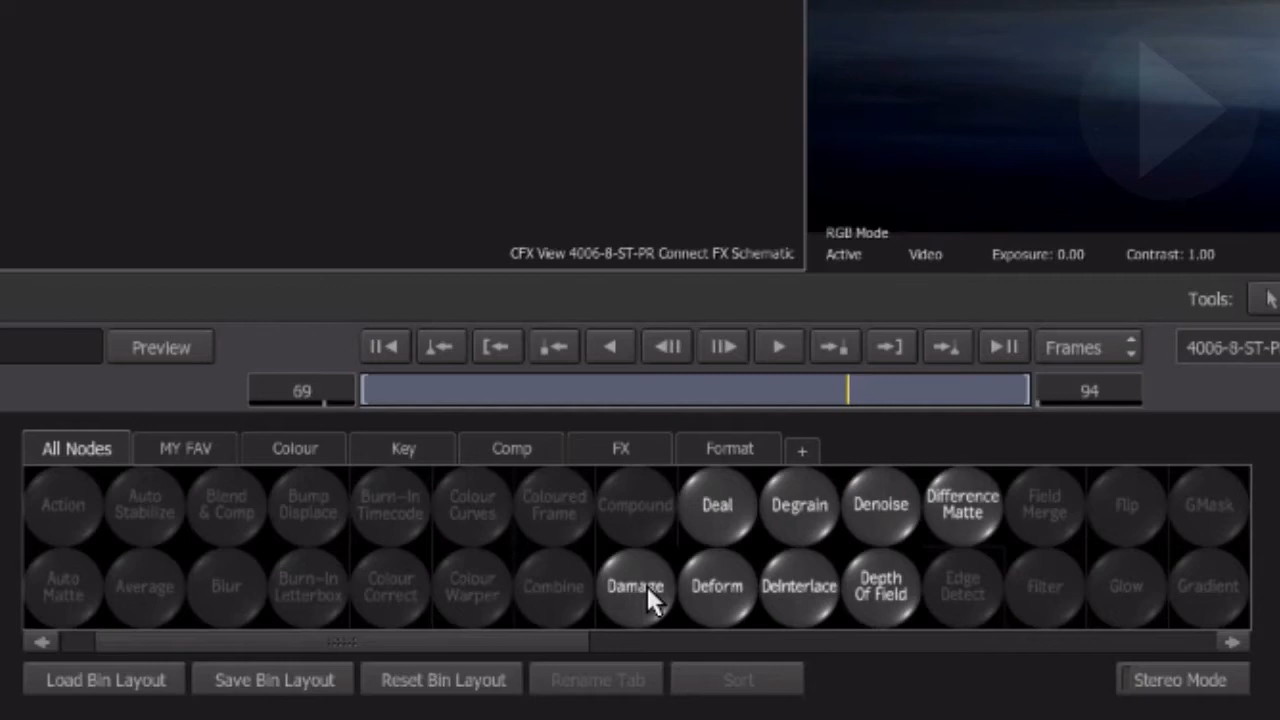 CFX View 4006-8-ST-PR Connect FX Schematic
RGB Mode
Active Video Exposure: 0.00 Contrast: 1.00
Tools:
Preview
Frames
4006-8-ST-P
69
94
All Nodes MY FAV Colour Key Comp FX Format +
Action
Auto Stabilize
Blend & Comp
Bump Displace
Burn-In Timecode
Colour Curves
Coloured Frame
Compound
Deal
Degrain
Denoise
Difference Matte
Field Merge
Flip
GMask
Auto Matte
Average
Blur
Burn-In Letterbox
Colour Correct
Colour Warper
Combine
Damage
Deform
DeInterlace
Depth Of Field
Edge Detect
Filter
Glow
Gradient
Load Bin Layout Save Bin Layout Reset Bin Layout Rename Tab Sort Stereo Mode